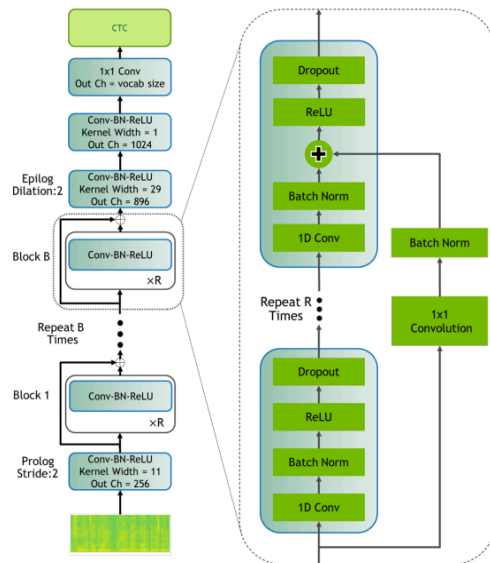 CTC
1x1 Conv
Out Ch = vocab size
Conv-BN-ReLU
Kernel Width = 1
Out Ch = 1024
Epilog
Dilation:2
Conv-BN-ReLU
Kernel Width = 29
Out Ch = 896
Block B
Conv-BN-ReLU
×R
Repeat B
Times
Block 1
Conv-BN-ReLU
×R
Prolog
Stride:2
Conv-BN-ReLU
Kernel Width = 11
Out Ch = 256
Dropout
ReLU
+
Batch Norm
1D Conv
Batch Norm
1x1
Convolution
Repeat R
Times
Dropout
ReLU
Batch Norm
1D Conv